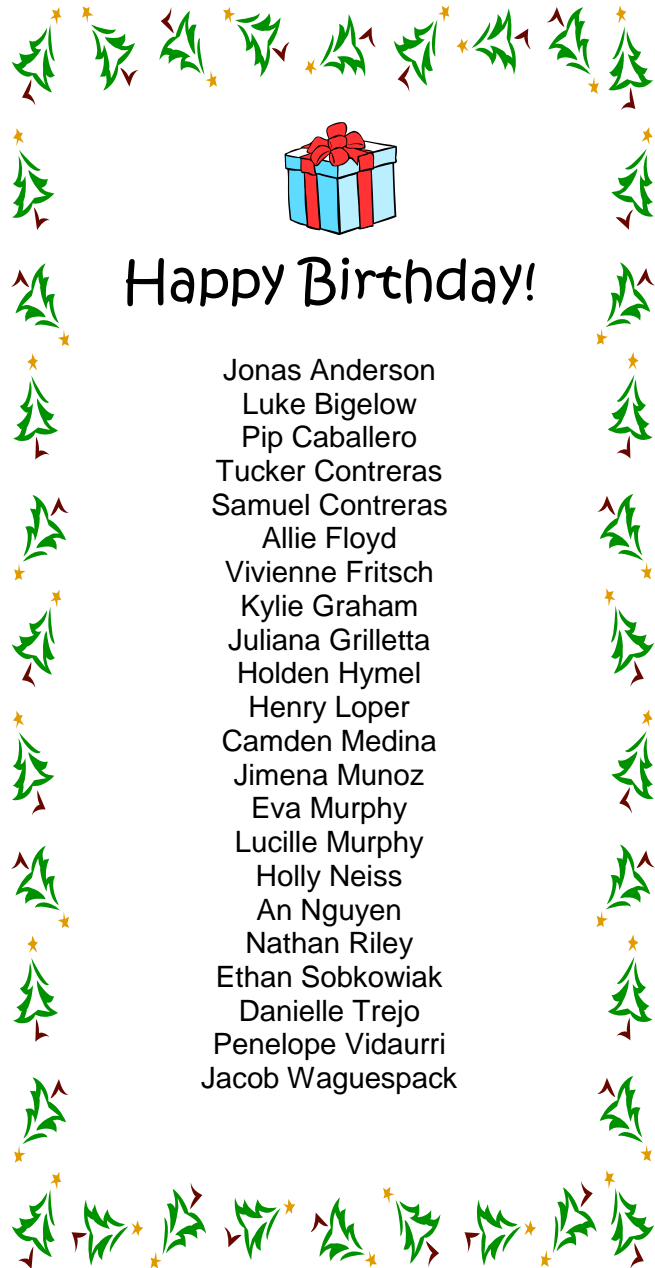 Happy Birthday!
Jonas Anderson
Luke Bigelow
Pip Caballero
Tucker Contreras
Samuel Contreras
Allie Floyd
Vivienne Fritsch
Kylie Graham
Juliana Grilletta
Holden Hymel
Henry Loper
Camden Medina
Jimena Munoz
Eva Murphy
Lucille Murphy
Holly Neiss
An Nguyen
Nathan Riley
Ethan Sobkowiak
Danielle Trejo
Penelope Vidaurri
Jacob Waguespack